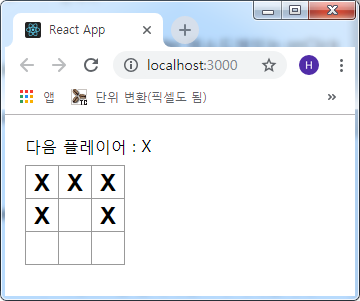 React App
localhost:3000
H
앱
TC
단위 변환(픽셀도 됨)
다음 플레이어 : X
X X X
X X